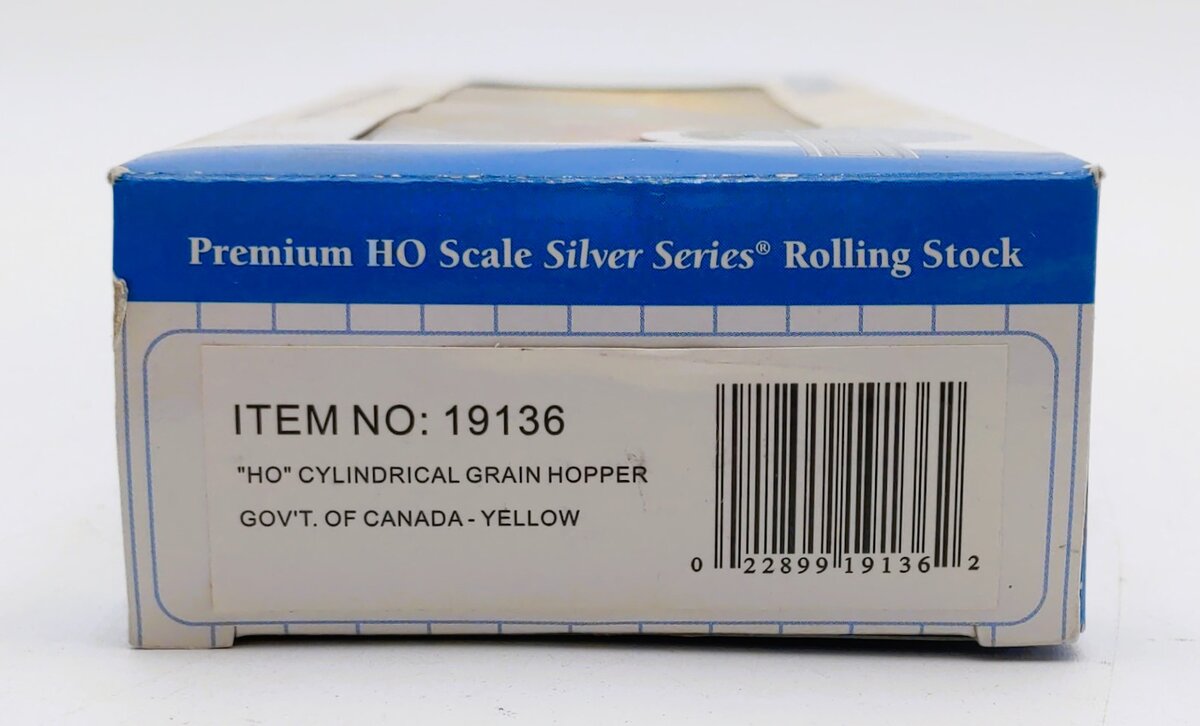 Premium HO Scale Silver Series® Rolling Stock
ITEM NO: 19136
"HO" CYLINDRICAL GRAIN HOPPER
GOV'T. OF CANADA - YELLOW
0 22899 19136 2